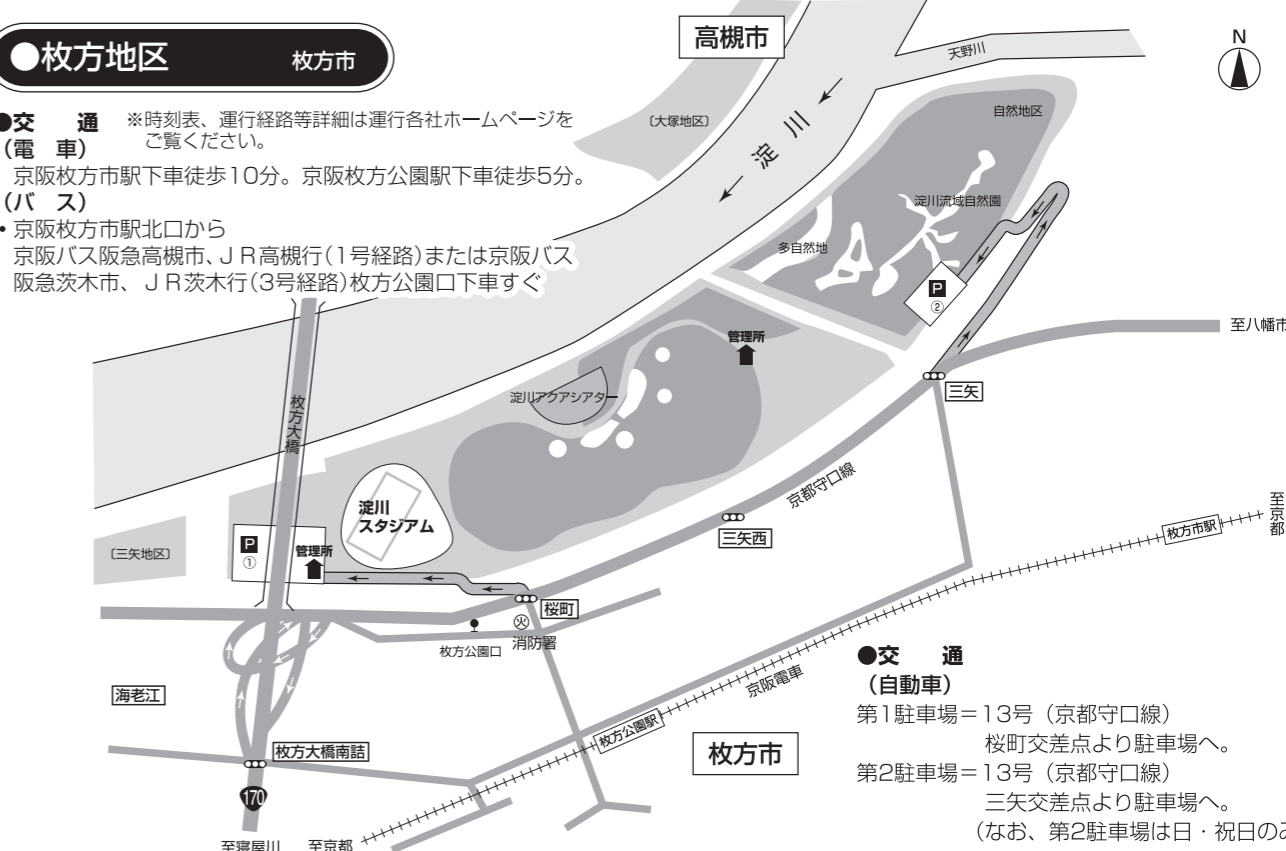 ●枚方地区 枚方市
●交 通 ※時刻表、運行経路等詳細は運行各社ホームページを
ご覧ください。
(電 車)
京阪枚方市駅下車徒歩10分。京阪枚方公園駅下車徒歩5分。
(バ ス)
・京阪枚方市駅北口から
京阪バス阪急高槻市、JR高槻行(1号経路)または京阪バス
阪急茨木市、JR茨木行(3号経路)枚方公園口下車すぐ
高槻市
天野川
N
〔大塚地区〕
淀川
自然地区
淀川流域自然園
多自然地
P
②
至八幡市
管理所
三矢
淀川アクアシアター
枚方大橋
京都守口線
淀川
スタジアム
三矢西
至京都
枚方市駅
〔三矢地区〕
P
①
管理所
桜町
火
消防署
枚方公園口
京阪電車
海老江
枚方公園駅
枚方大橋南詰
枚方市
170
至寝屋川
至京都
●交 通
(自動車)
第1駐車場=13号(京都守口線)
桜町交差点より駐車場へ。
第2駐車場=13号(京都守口線)
三矢交差点より駐車場へ。
(なお、第2駐車場は日・祝日の